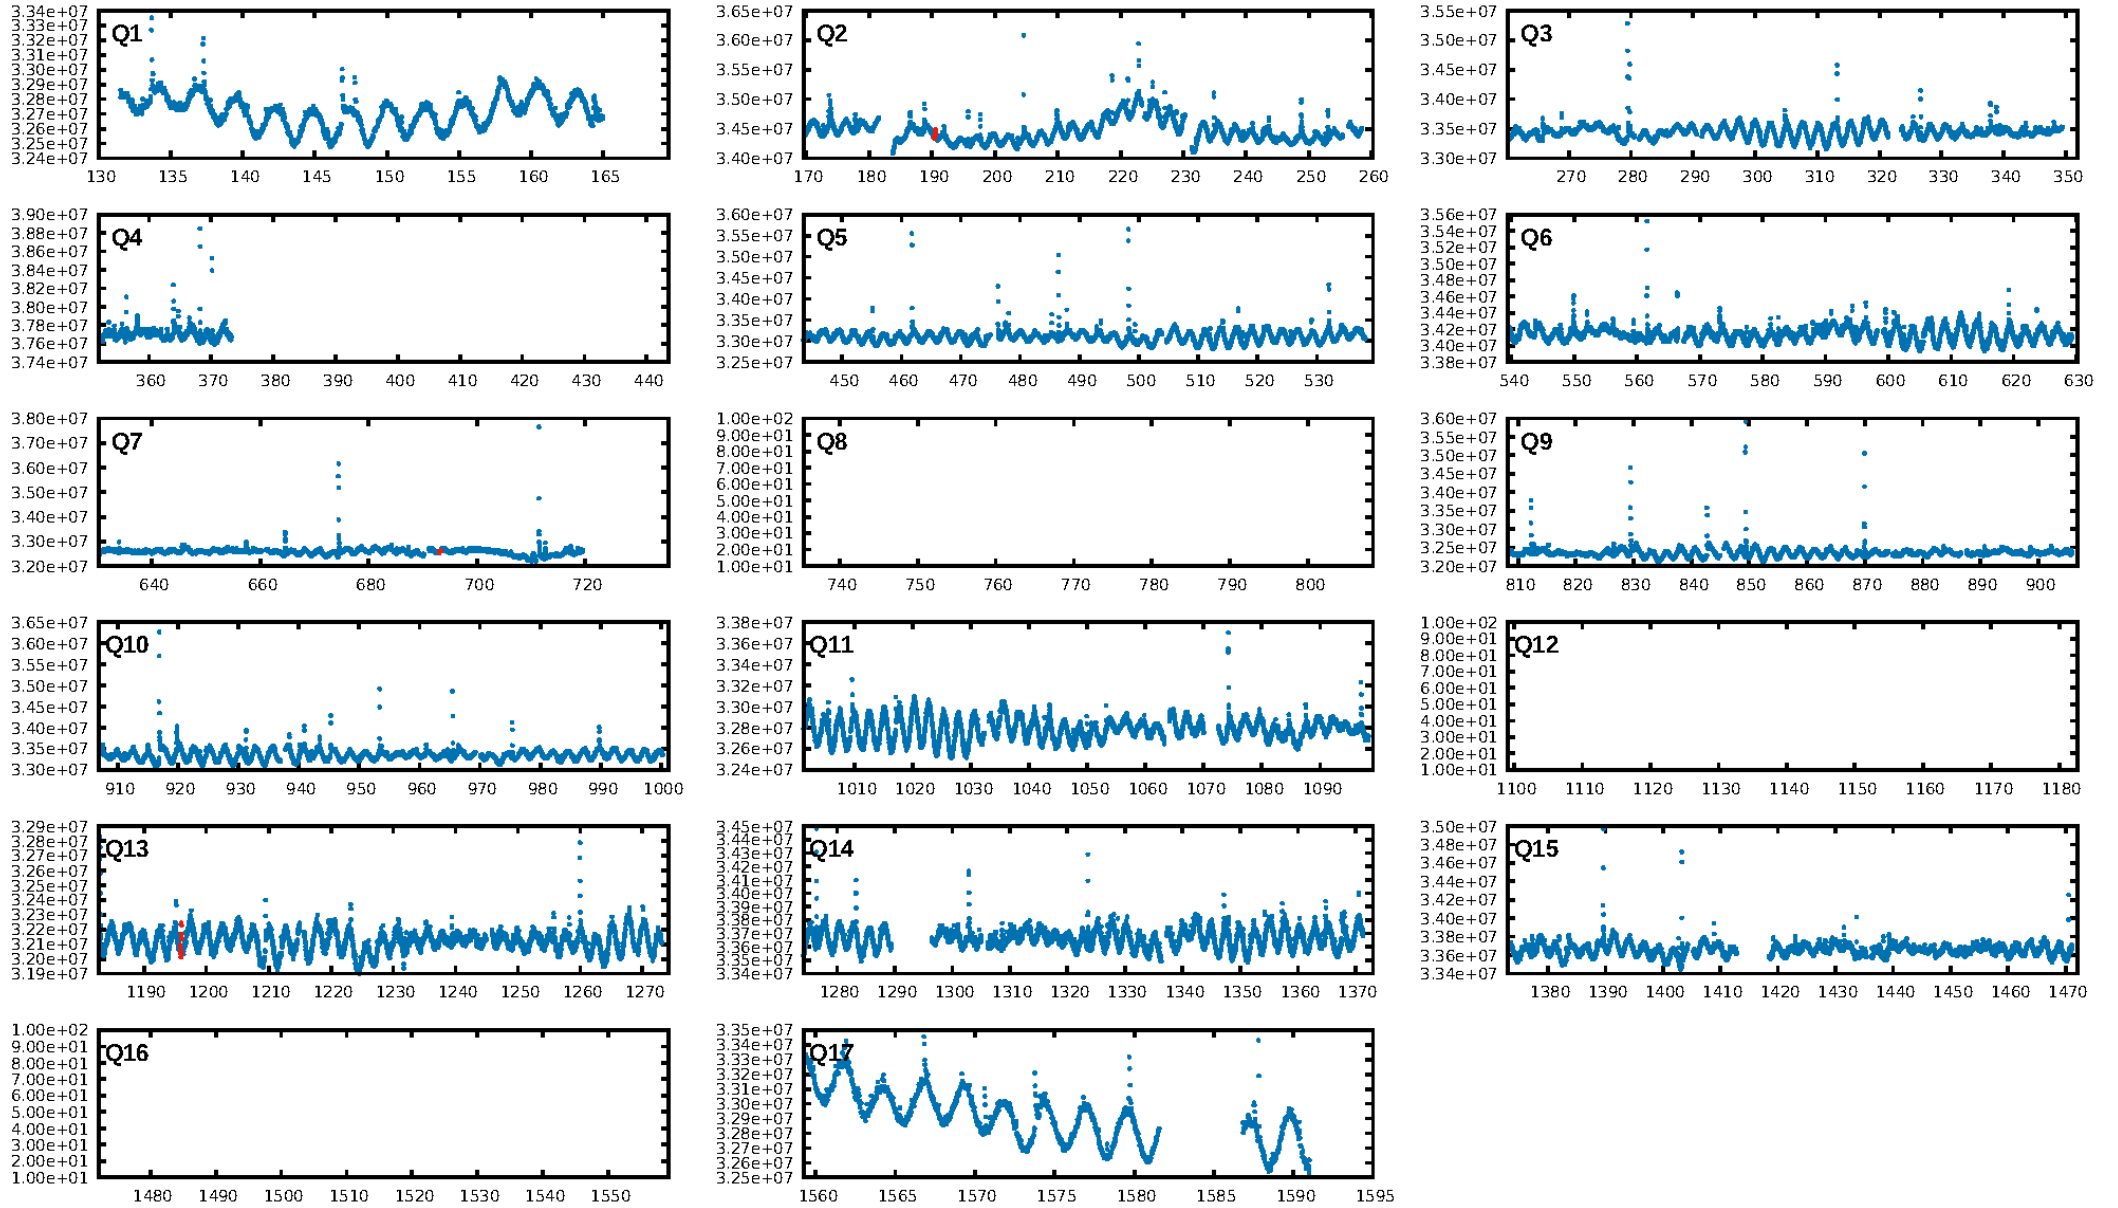 3.34e+07
3.33e+07
3.32e+07
3.31e+07
3.30e+07
3.29e+07
3.28e+07
3.27e+07
3.26e+07
3.25e+07
3.24e+07
Q1
130 135 140 145 150 155 160 165
3.65e+07
3.60e+07
3.55e+07
3.50e+07
3.45e+07
3.40e+07
Q2
170 180 190 200 210 220 230 240 250 260
3.55e+07
3.50e+07
3.45e+07
3.40e+07
3.35e+07
3.30e+07
Q3
270 280 290 300 310 320 330 340 350
3.90e+07
3.88e+07
3.86e+07
3.84e+07
3.82e+07
3.80e+07
3.78e+07
3.76e+07
3.74e+07
Q4
360 370 380 390 400 410 420 430 440
3.60e+07
3.55e+07
3.50e+07
3.45e+07
3.40e+07
3.35e+07
3.30e+07
3.25e+07
Q5
450 460 470 480 490 500 510 520 530
3.56e+07
3.54e+07
3.52e+07
3.50e+07
3.48e+07
3.46e+07
3.44e+07
3.42e+07
3.40e+07
3.38e+07
Q6
540 550 560 570 580 590 600 610 620 630
3.80e+07
3.70e+07
3.60e+07
3.50e+07
3.40e+07
3.30e+07
3.20e+07
Q7
640 660 680 700 720
1.00e+02
9.00e+01
8.00e+01
7.00e+01
6.00e+01
5.00e+01
4.00e+01
3.00e+01
2.00e+01
1.00e+01
Q8
740 750 760 770 780 790 800
3.60e+07
3.55e+07
3.50e+07
3.45e+07
3.40e+07
3.35e+07
3.30e+07
3.25e+07
3.20e+07
Q9
810 820 830 840 850 860 870 880 890 900
3.65e+07
3.60e+07
3.55e+07
3.50e+07
3.45e+07
3.40e+07
3.35e+07
3.30e+07
Q10
910 920 930 940 950 960 970 980 990 1000
3.38e+07
3.36e+07
3.34e+07
3.32e+07
3.30e+07
3.28e+07
3.26e+07
3.24e+07
Q11
1010 1020 1030 1040 1050 1060 1070 1080 1090
1.00e+02
9.00e+01
8.00e+01
7.00e+01
6.00e+01
5.00e+01
4.00e+01
3.00e+01
2.00e+01
1.00e+01
Q12
1100 1110 1120 1130 1140 1150 1160 1170 1180
3.29e+07
3.28e+07
3.27e+07
3.26e+07
3.25e+07
3.24e+07
3.23e+07
3.22e+07
3.21e+07
3.20e+07
3.19e+07
Q13
1190 1200 1210 1220 1230 1240 1250 1260 1270
3.45e+07
3.44e+07
3.43e+07
3.42e+07
3.41e+07
3.40e+07
3.39e+07
3.38e+07
3.37e+07
3.36e+07
3.35e+07
3.34e+07
Q14
1280 1290 1300 1310 1320 1330 1340 1350 1360 1370
3.50e+07
3.48e+07
3.46e+07
3.44e+07
3.42e+07
3.40e+07
3.38e+07
3.36e+07
3.34e+07
Q15
1380 1390 1400 1410 1420 1430 1440 1450 1460 1470
1.00e+02
9.00e+01
8.00e+01
7.00e+01
6.00e+01
5.00e+01
4.00e+01
3.00e+01
2.00e+01
1.00e+01
Q16
1480 1490 1500 1510 1520 1530 1540 1550
3.35e+07
3.34e+07
3.33e+07
3.32e+07
3.31e+07
3.30e+07
3.29e+07
3.28e+07
3.27e+07
3.26e+07
3.25e+07
Q17
1560 1565 1570 1575 1580 1585 1590 1595